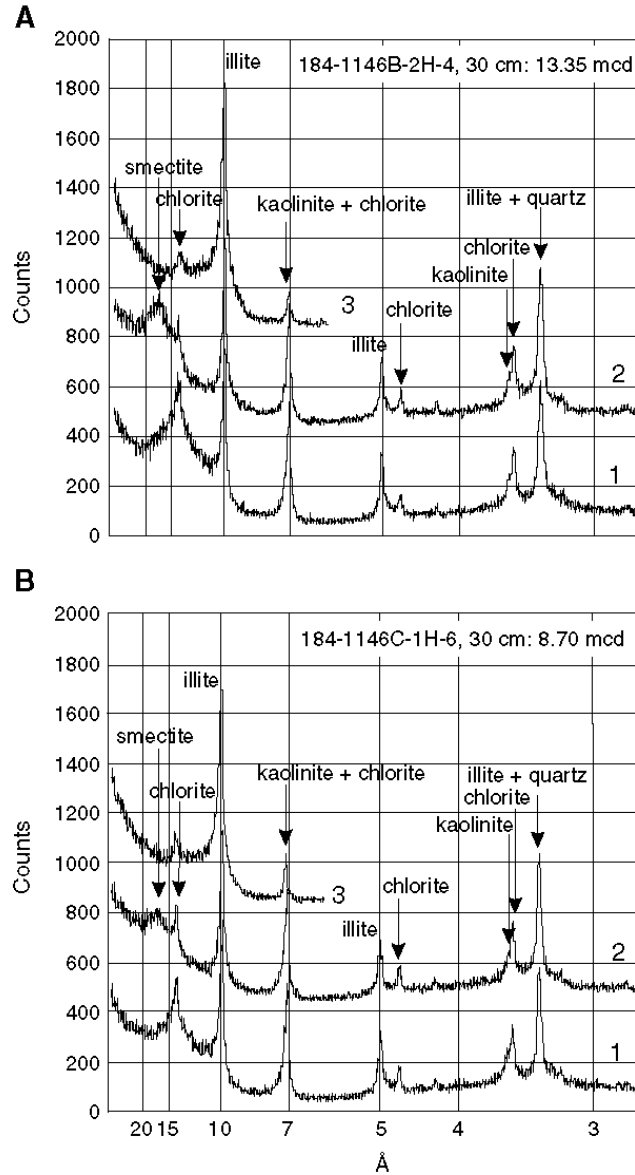 A
2000
1800
1600
1400
1200
1000
800
600
400
200
0
Counts
184-1146B-2H-4, 30 cm: 13.35 mcd
illite
smectite
chlorite
kaolinite + chlorite
illite + quartz
chlorite
kaolinite
3
chlorite
illite
2
1
B
2000
1800
1600
1400
1200
1000
800
600
400
200
0
Counts
184-1146C-1H-6, 30 cm: 8.70 mcd
illite
smectite
chlorite
kaolinite + chlorite
illite + quartz
chlorite
kaolinite
3
chlorite
illite
2
1
20 15 10 7 5 4 3
Å